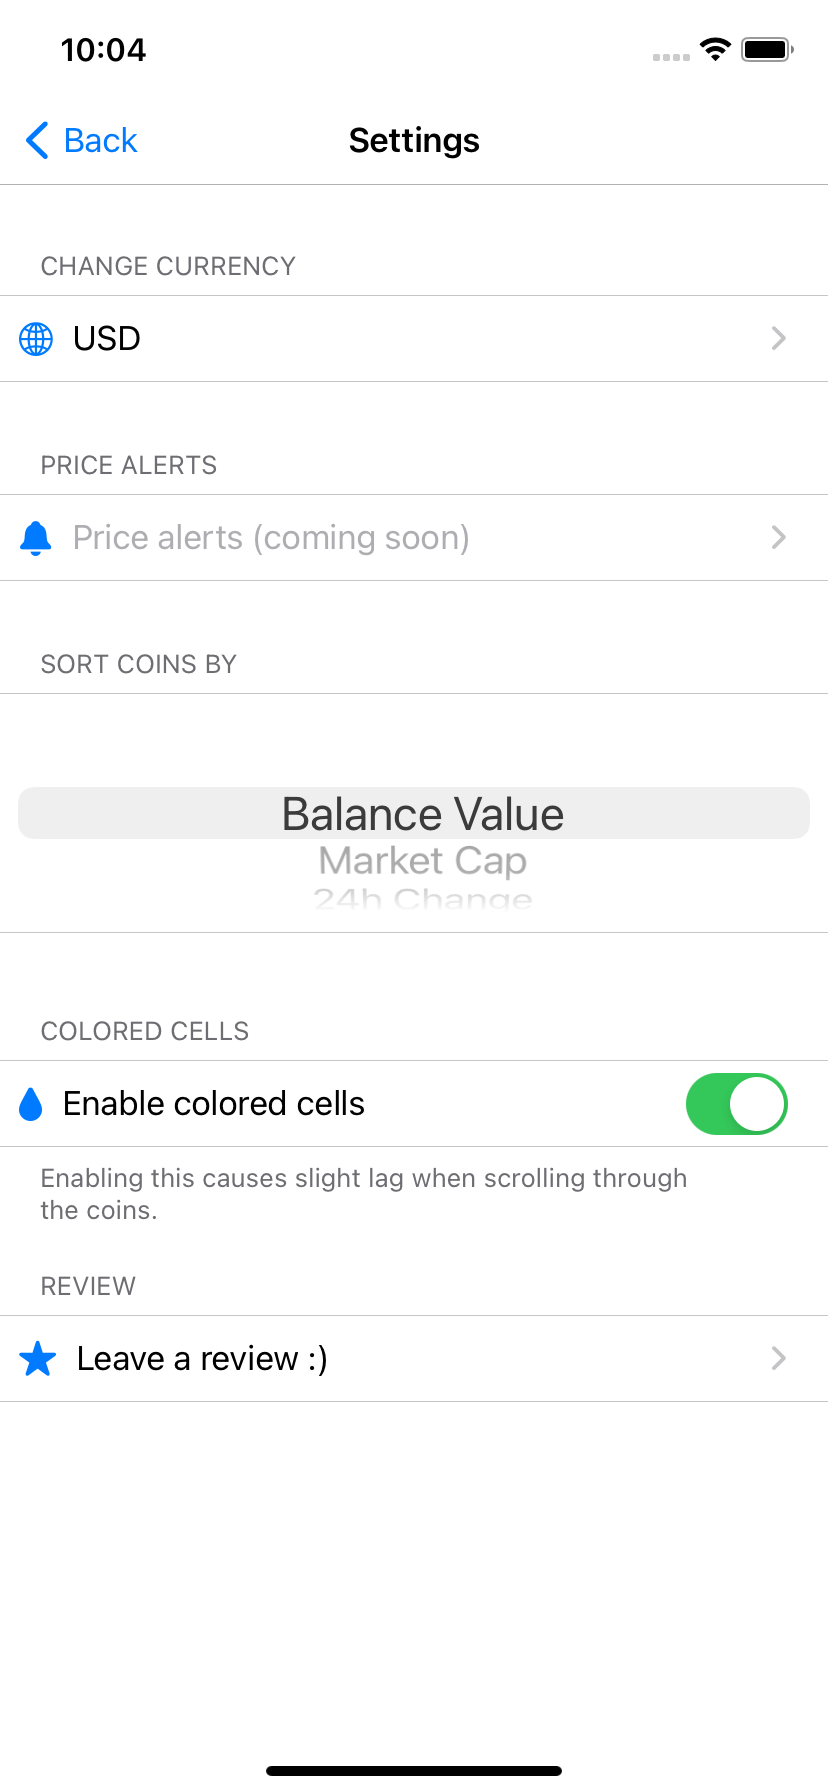 10:04
Back
Settings
CHANGE CURRENCY
USD
PRICE ALERTS
Price alerts (coming soon)
SORT COINS BY
Balance Value
Market Cap
24h Change
COLORED CELLS
Enable colored cells
Enabling this causes slight lag when scrolling through
the coins.
REVIEW
Leave a review :)